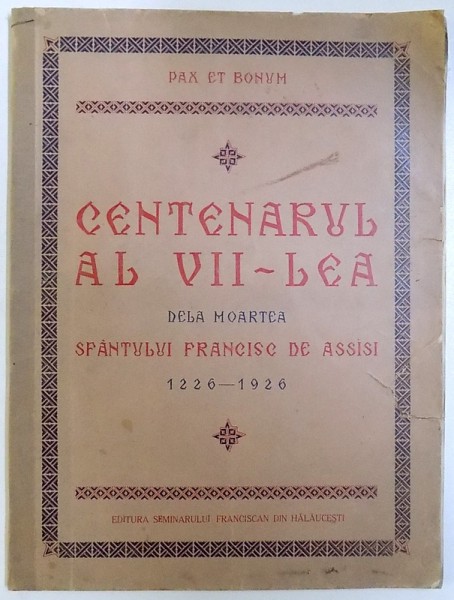 PAX ET BONUM
CENTENARUL
AL VII-LEA
DELA MOARTEA
SFÂNTULUI FRANCISC DE ASSISI
1226—1926
EDITURA SEMINARULUI FRANCISCAN DIN HĂLĂUCEȘTI